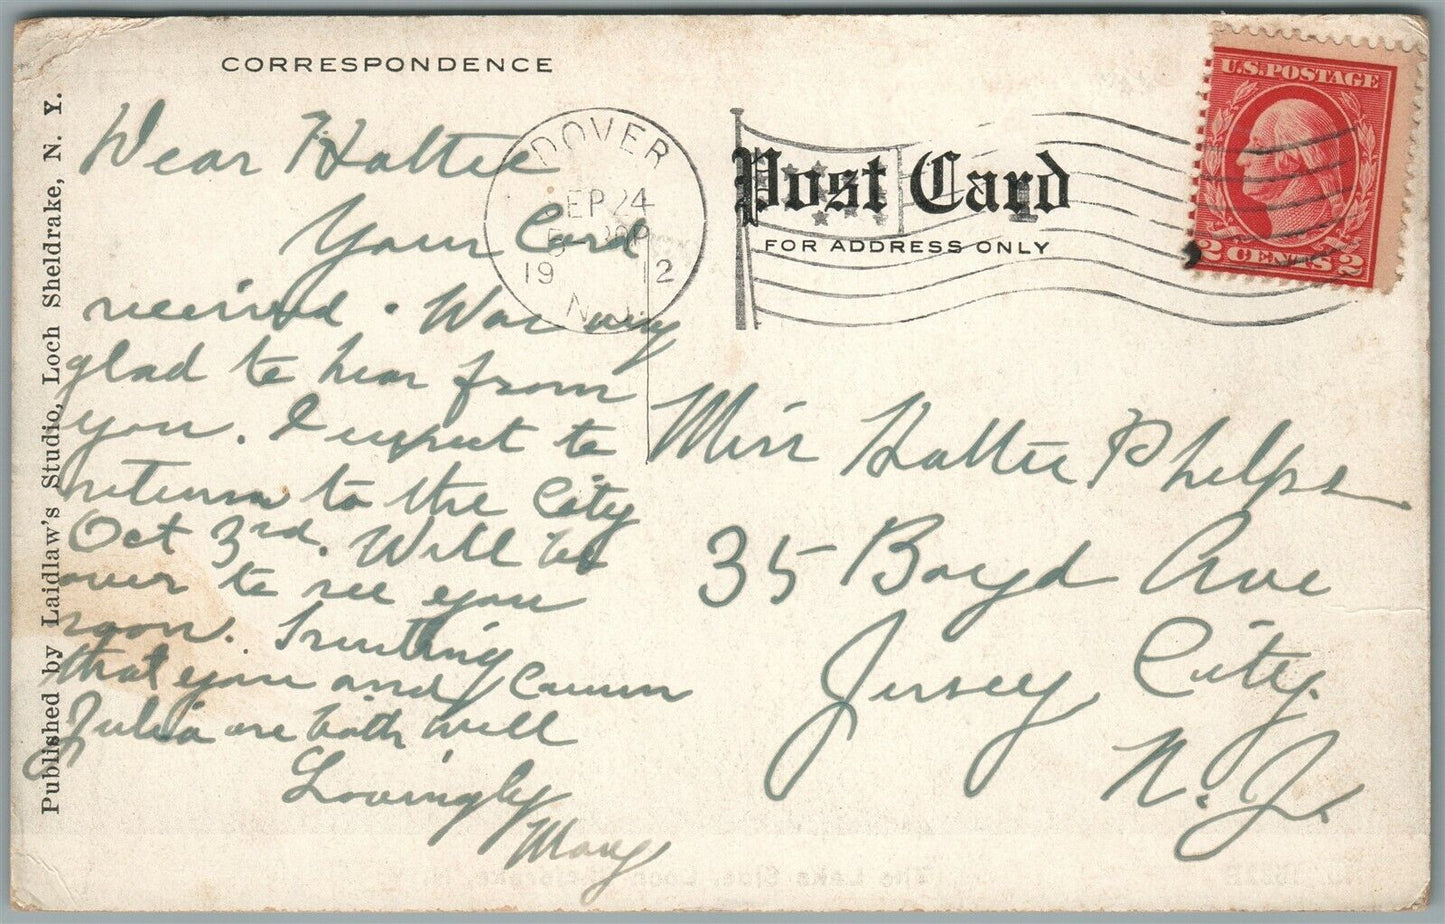 CORRESPONDENCE
Published by Laidlaw's Studio, Loch Sheldrake, N. Y.
Dear Hattie
Your Card
received. Was very
glad to hear from
you. I expect to
return to the City
Oct 3rd. Will be
over to see you
soon. Trusting
that you and Cousin
Julia are both well
Lovingly
Mary
DOVER
SEP 24
19 12
N.J.
Post Card
FOR ADDRESS ONLY
U.S. POSTAGE
2 CENTS 2
Miss Hattie Phelps
35 Boyd Ave
Jersey City.
N. J.